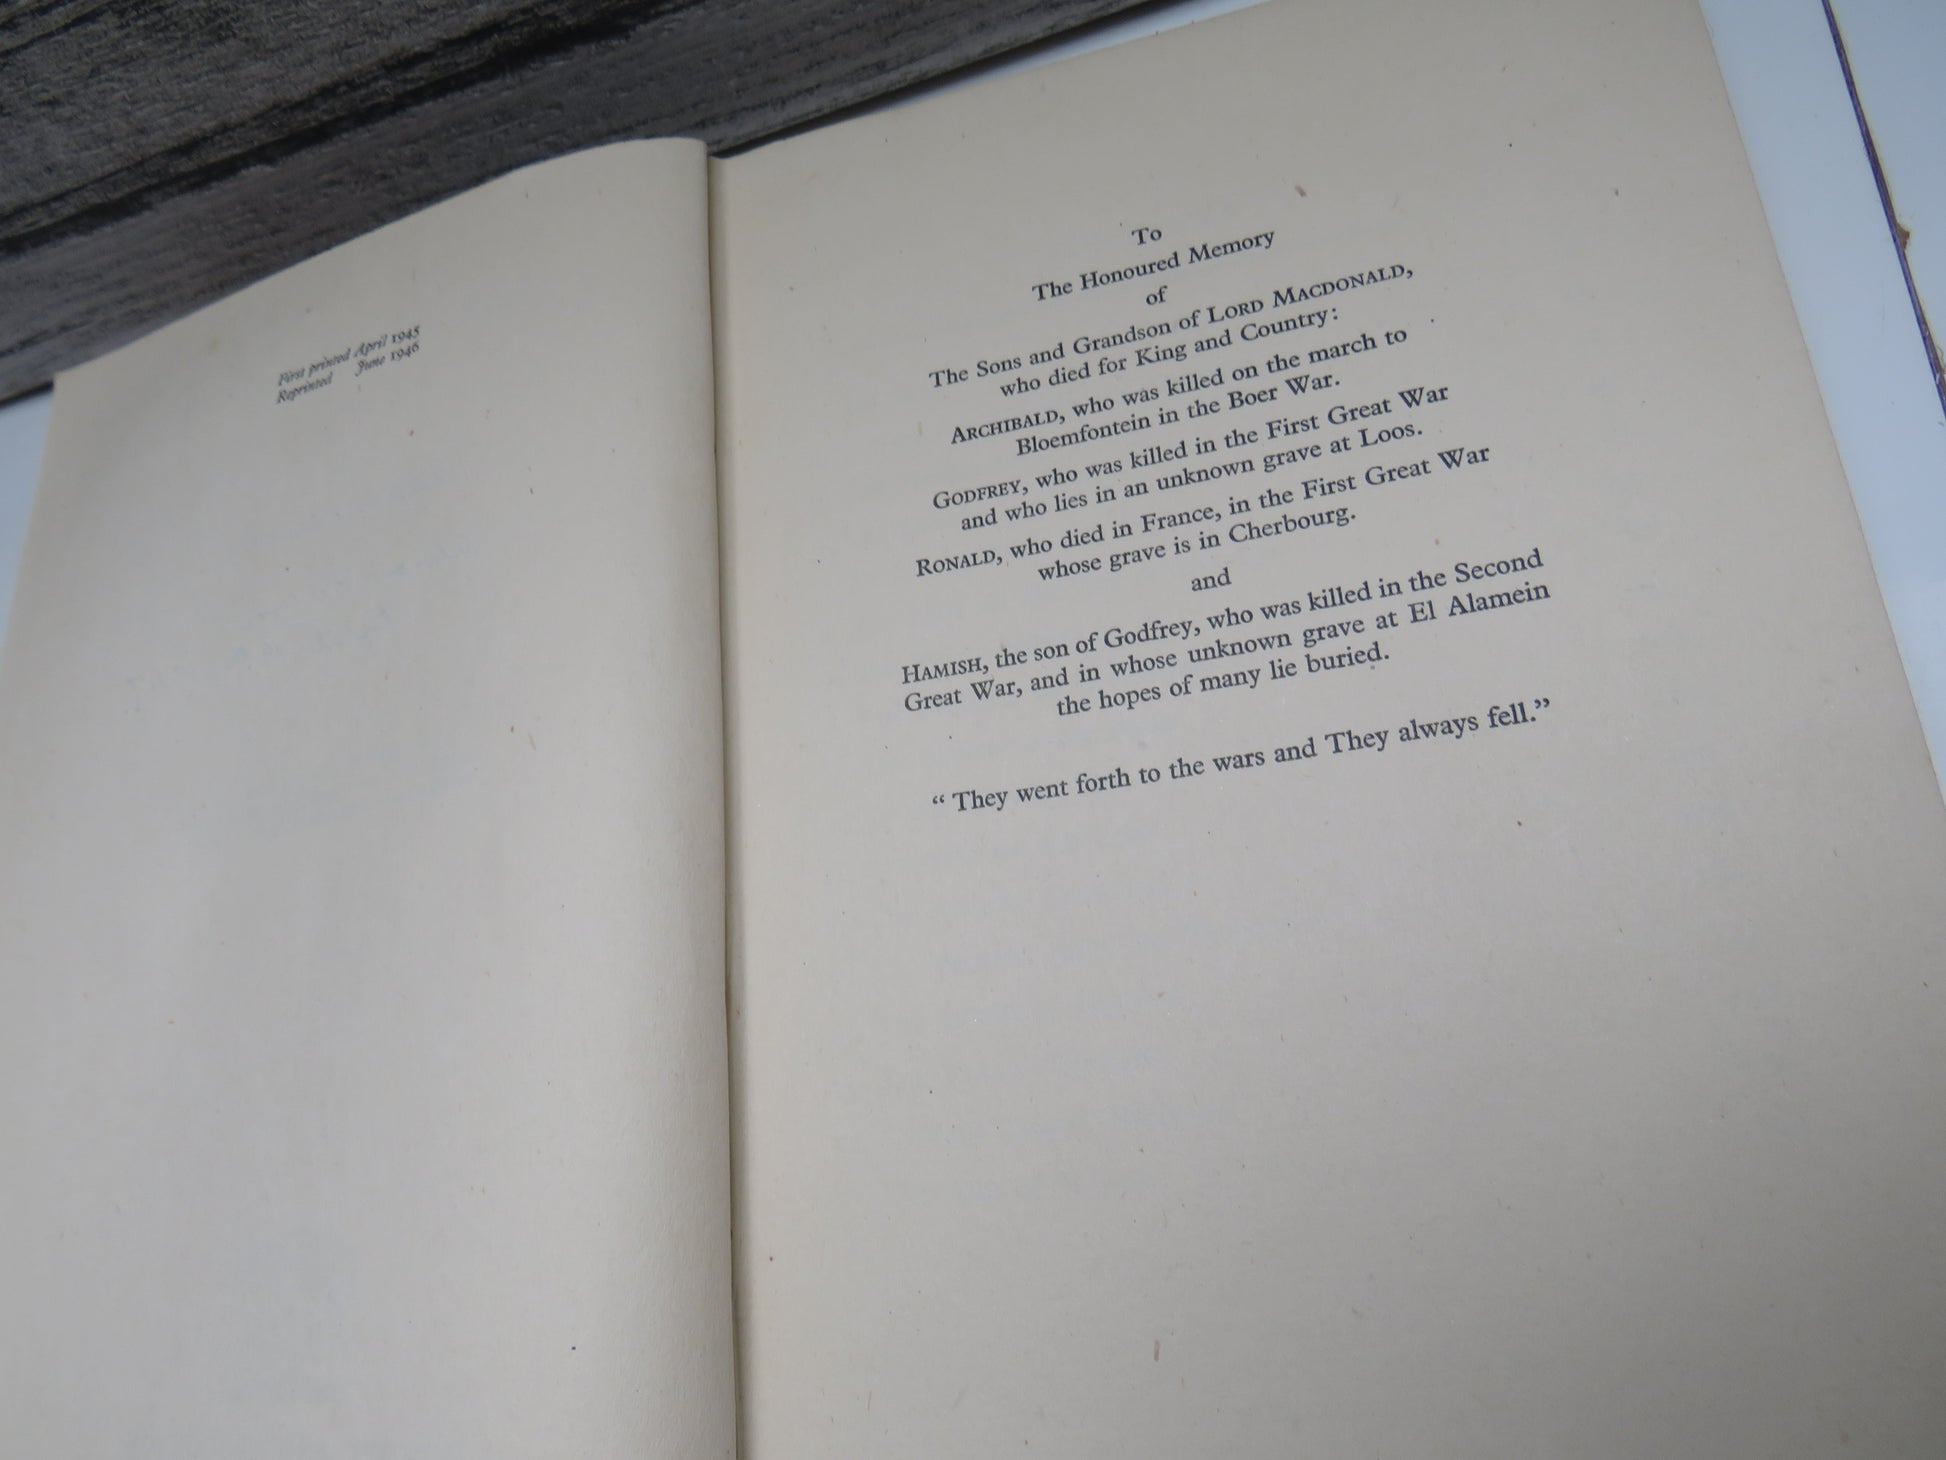 First printed April 1945
Reprinted June 1946
To
The Honoured Memory
of
The Sons and Grandson of LORD MACDONALD,
who died for King and Country:
ARCHIBALD, who was killed on the march to
Bloemfontein in the Boer War.
GODFREY, who was killed in the First Great War
and who lies in an unknown grave at Loos.
RONALD, who died in France, in the First Great War
whose grave is in Cherbourg.
and
HAMISH, the son of Godfrey, who was killed in the Second
Great War, and in whose unknown grave at El Alamein
the hopes of many lie buried.
“ They went forth to the wars and They always fell.”